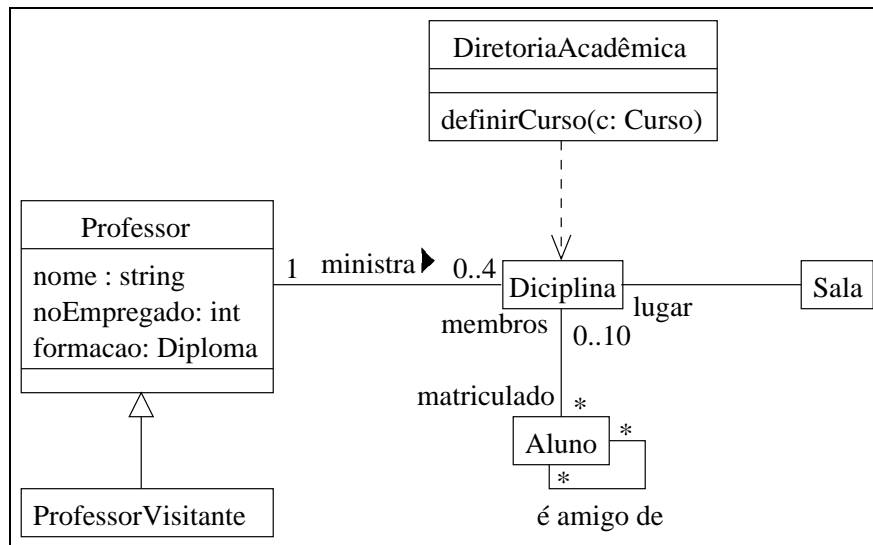 DiretoriaAcadêmica
definirCurso(c: Curso)
Professor
nome : string
noEmpregado: int
formacao: Diploma
1
ministra
0..4
Diciplina
lugar
Sala
membros
0..10
matriculado
*
Aluno
*
*
é amigo de
ProfessorVisitante